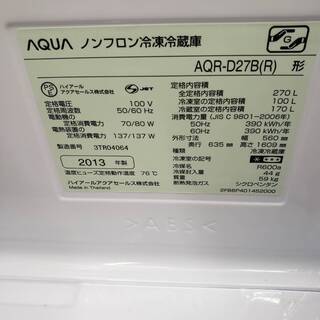 AQUA ノンフロン冷凍冷蔵庫
AQR-D27B(R) 形
PSE
ハイアール
アクアセールス株式会社
JET
G
定格電圧 100 V
定格周波数 50/60 Hz
電動機の
定格消費電力 70/80 W
電熱装置の
定格消費電力 137/137 W
製造番号 3TR04064
2013 年製
温度ヒューズ定格動作温度 76℃
ハイアールアクアセールス株式会社
Made in Thailand
定格内容積
全定格内容積 270 L
冷凍室の定格内容積 100 L
冷蔵室の定格内容積 170 L
消費電力量 (JIS C 9801-2006年)
50Hz 390 kWh/年
60Hz 390 kWh/年
外形寸法 幅 560 mm
奥行 635 mm 高さ 1609 mm
冷凍室の記号
種類 冷凍冷蔵庫
冷媒 R600a
冷媒封入量 44 g
質量 59 kg
断熱発泡ガス シクロペンタン
2FB6P401452000
>ABS<